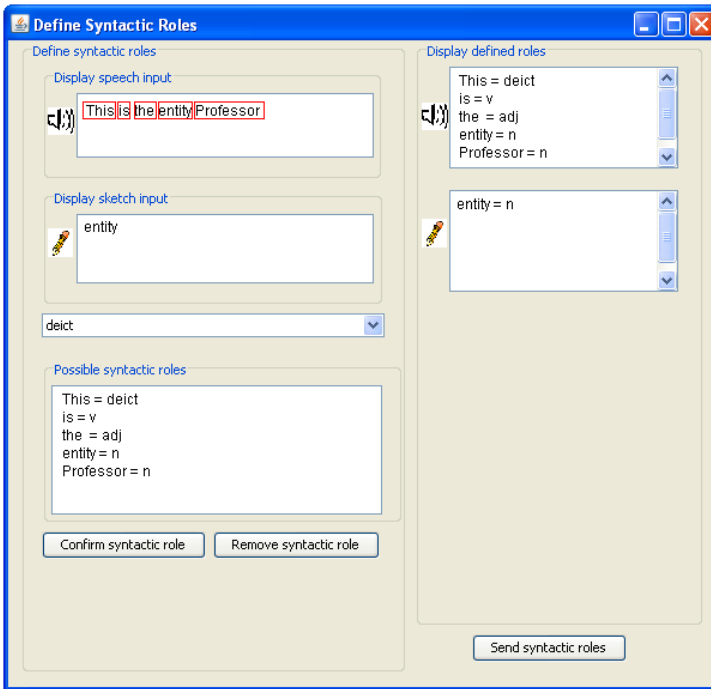 Define Syntactic Roles
Define syntactic roles
Display speech input
This is the entity Professor
Display sketch input
entity
deict
Possible syntactic roles
This = deict
is = v
the = adj
entity = n
Professor = n
Confirm syntactic role
Remove syntactic role
Display defined roles
This = deict
is = v
the = adj
entity = n
Professor = n
entity = n
Send syntactic roles